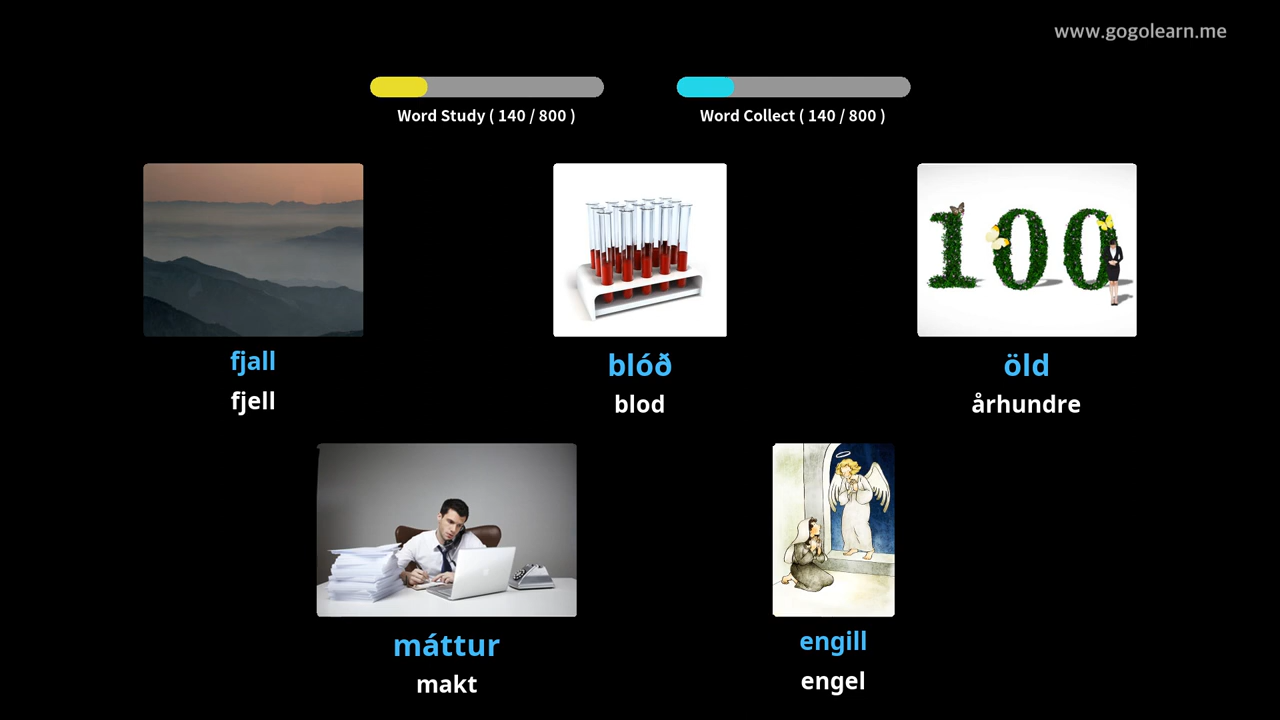 www.gogolearn.me
Word Study ( 140 / 800 )
Word Collect ( 140 / 800 )
100
fjall
fjell
blóð
blod
öld
århundre
máttur
makt
engill
engel